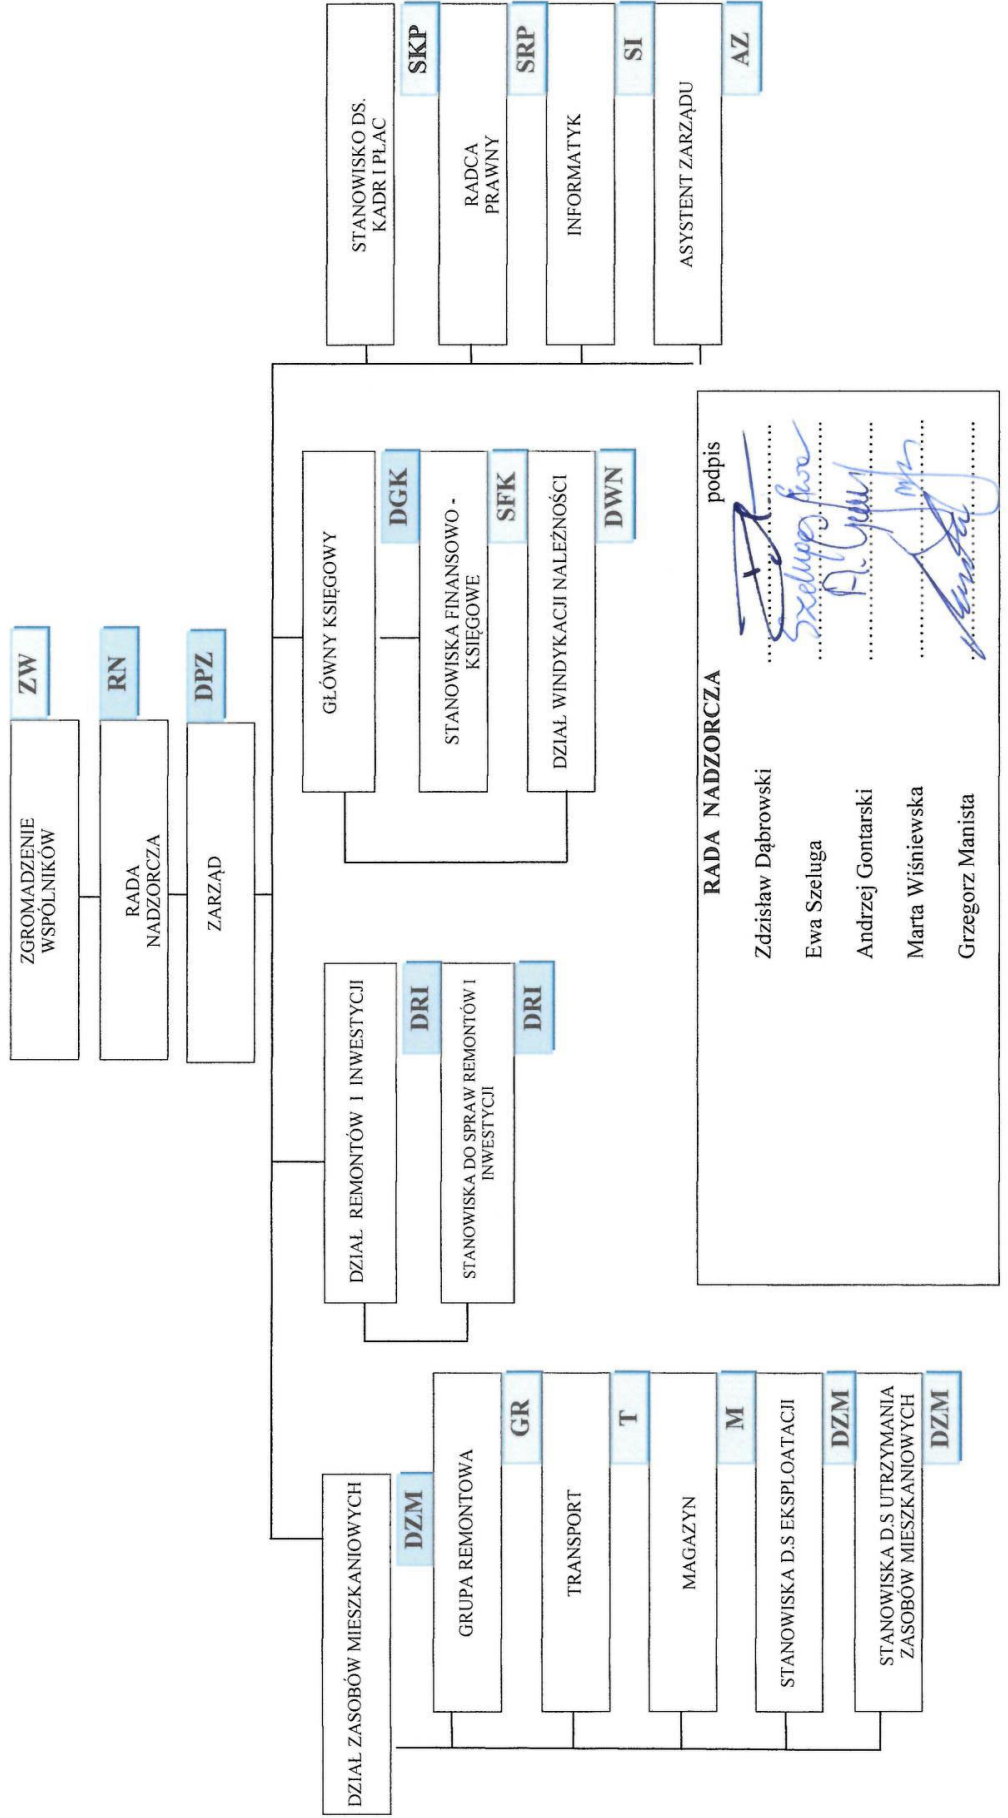 ZGROMADZENIE
WSPÓLNIKÓW
ZW
RADA
NADZORCZA
RN
ZARZĄD
DPZ
DZIAŁ ZASOBÓW MIESZKANIOWYCH
DZM
GRUPA REMONTOWA
GR
TRANSPORT
T
MAGAZYN
M
STANOWISKA D.S EKSPLOATACJI
DZM
STANOWISKA D.S UTRZYMANIA
ZASOBÓW MIESZKANIOWYCH
DZM
DZIAŁ REMONTÓW I INWESTYCJI
DRI
STANOWISKA DO SPRAW REMONTÓW I
INWESTYCJI
DRI
GŁÓWNY KSIĘGOWY
DGK
STANOWISKA FINANSOWO -
KSIĘGOWE
SFK
DZIAŁ WINDYKACJI NALEŻNOŚCI
DWN
STANOWISKO DS.
KADR I PŁAC
SKP
RADCA
PRAWNY
SRP
INFORMATYK
SI
ASYSTENT ZARZĄDU
AZ
RADA NADZORCZA podpis
Zdzisław Dąbrowski
Ewa Szeluga Szeluga Ewa
Andrzej Gontarski
Marta Wiśniewska
Grzegorz Manista